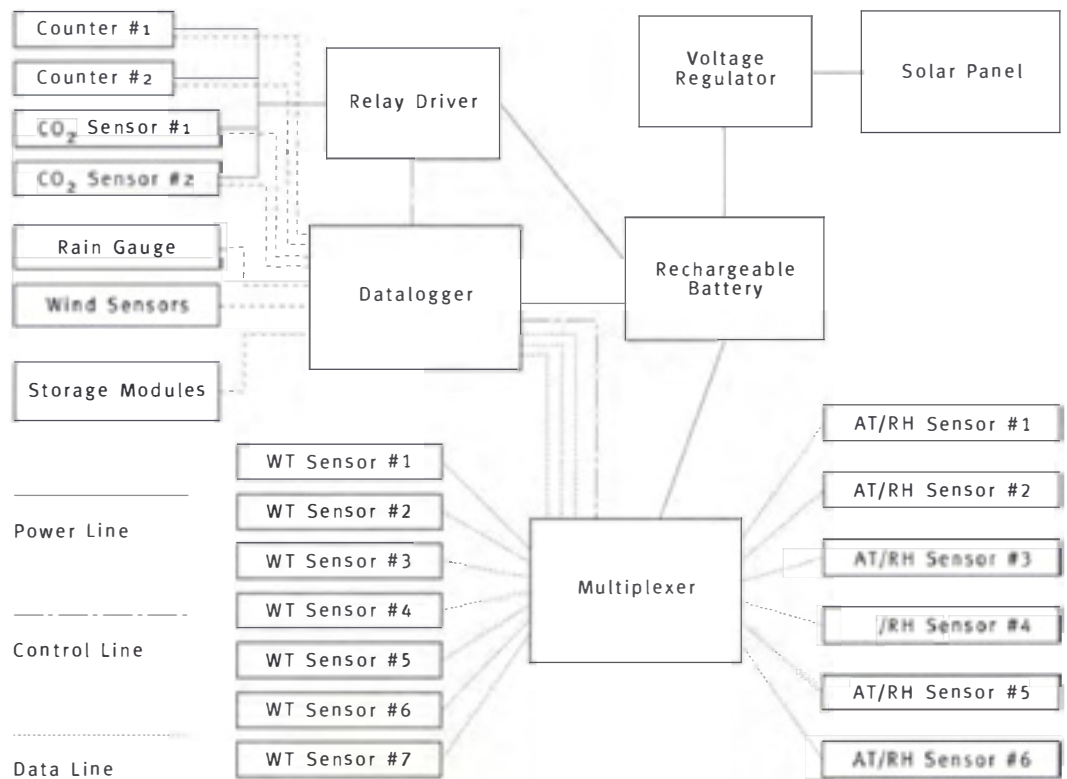 Counter #1
Counter #2
CO₂ Sensor #1
CO₂ Sensor #2
Rain Gauge
Wind Sensors
Storage Modules
Relay Driver
Datalogger
Voltage
Regulator
Solar Panel
Rechargeable
Battery
Power Line
Control Line
Data Line
WT Sensor #1
WT Sensor #2
WT Sensor #3
WT Sensor #4
WT Sensor #5
WT Sensor #6
WT Sensor #7
Multiplexer
AT/RH Sensor #1
AT/RH Sensor #2
AT/RH Sensor #3
/RH Sensor #4
AT/RH Sensor #5
AT/RH Sensor #6